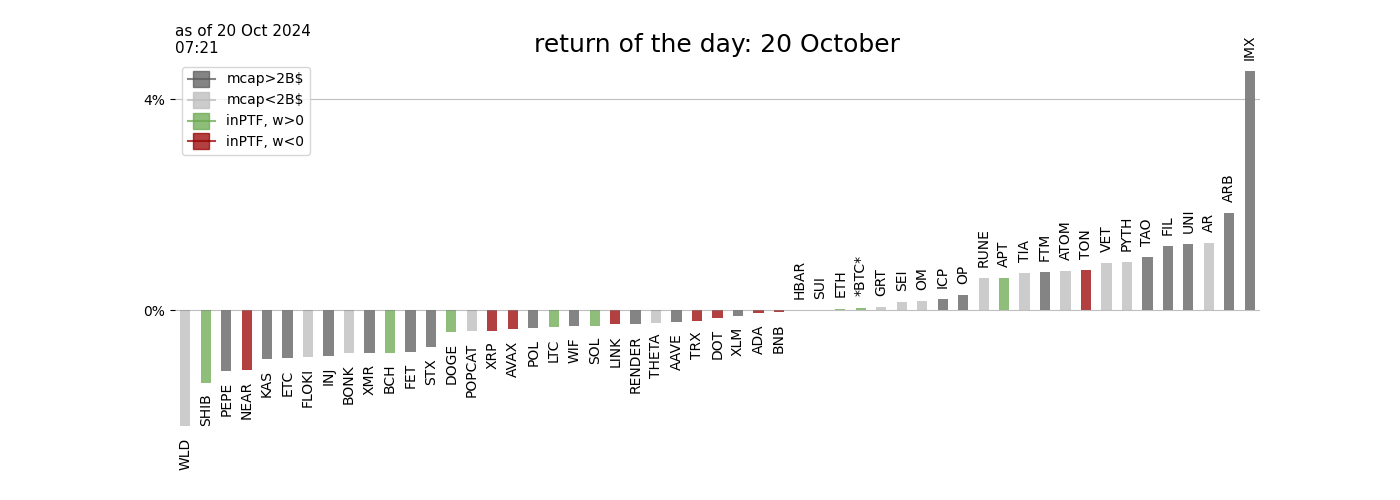 as of 20 Oct 2024
07:21
return of the day: 20 October
mcap>2B$
mcap<2B$
inPTF, w>0
inPTF, w<0
4%
0%
WLD
SHIB
PEPE
NEAR
KAS
ETC
FLOKI
INJ
BONK
XMR
BCH
FET
STX
DOGE
POPCAT
XRP
AVAX
POL
LTC
WIF
SOL
LINK
RENDER
THETA
AAVE
TRX
DOT
XLM
ADA
BNB
HBAR
SUI
ETH
*BTC*
GRT
SEI
OM
ICP
OP
RUNE
APT
TIA
FTM
ATOM
TON
VET
PYTH
TAO
FIL
UNI
AR
ARB
IMX